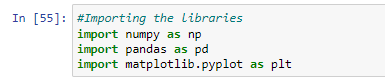 In [55]: #Importing the libraries
import numpy as np
import pandas as pd
import matplotlib.pyplot as plt